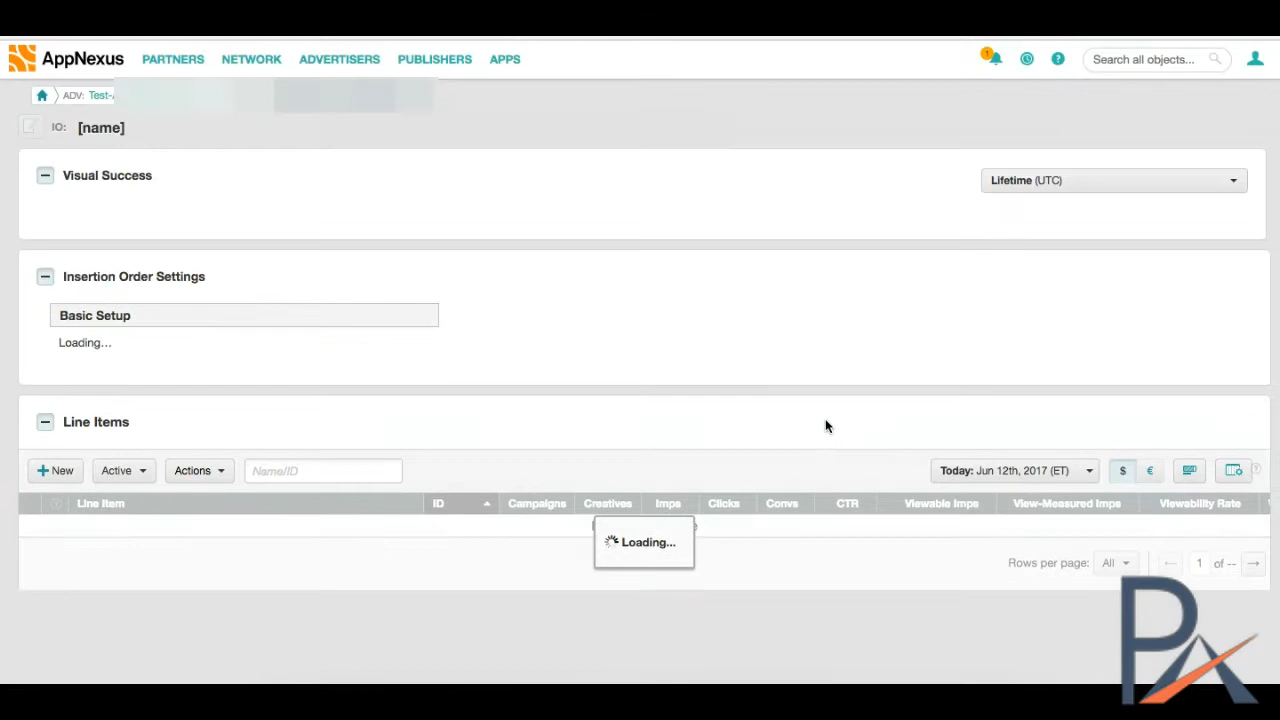 AppNexus PARTNERS NETWORK ADVERTISERS PUBLISHERS APPS 1 ? Search all objects...
ADV: Test-
IO: [name]
Visual Success
Lifetime (UTC)
Insertion Order Settings
Basic Setup
Loading...
Line Items
+ New Active Actions Name/ID Today: Jun 12th, 2017 (ET) $ € ?
? Line Item ID Campaigns Creatives Imps Clicks Convs CTR Viewable Imps View-Measured Imps Viewability Rate
Loading...
Rows per page: All ← 1 of -- →
PA